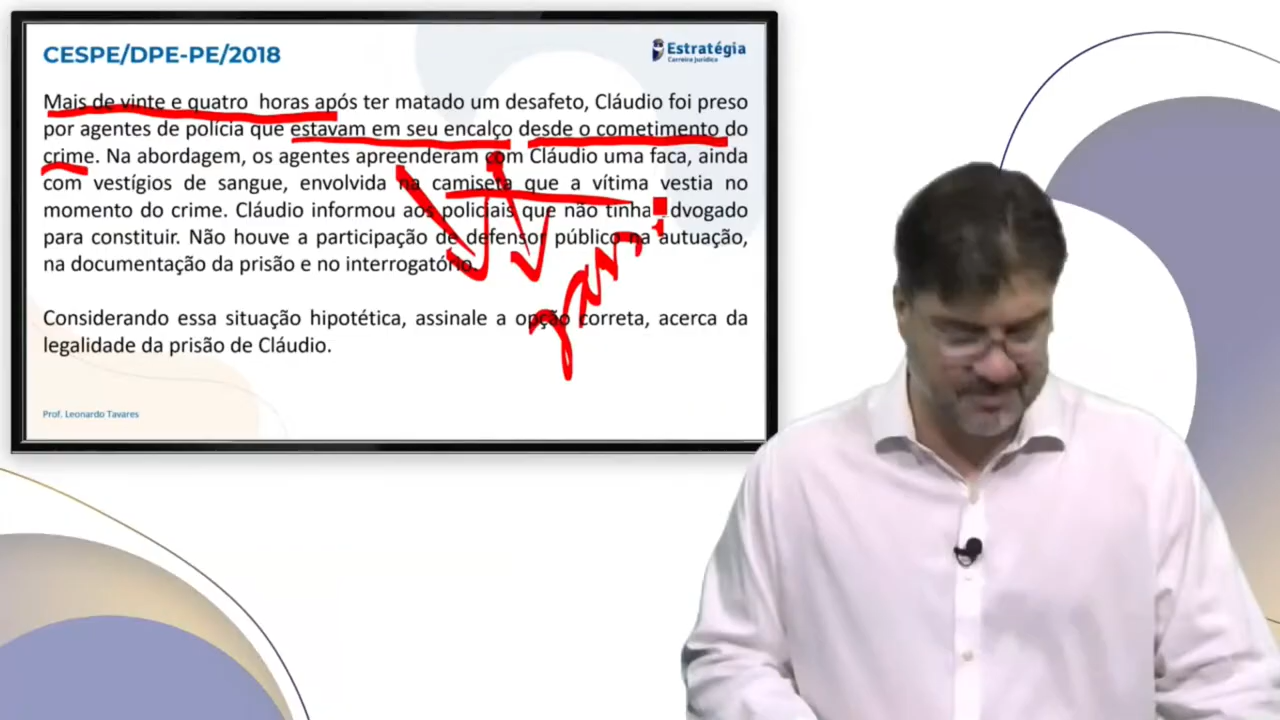 CESPE/DPE-PE/2018
Estratégia
Carreira Jurídica
Mais de vinte e quatro horas após ter matado um desafeto, Cláudio foi preso
por agentes de polícia que estavam em seu encalço desde o cometimento do
crime. Na abordagem, os agentes apreenderam com Cláudio uma faca, ainda
com vestígios de sangue, envolvida na camiseta que a vítima vestia no
momento do crime. Cláudio informou aos policiais que não tinha dvogado
para constituir. Não houve a participação de defensor público na autuação,
na documentação da prisão e no interrogatório.
Considerando essa situação hipotética, assinale a opção correta, acerca da
legalidade da prisão de Cláudio.
Prof. Leonardo Tavares